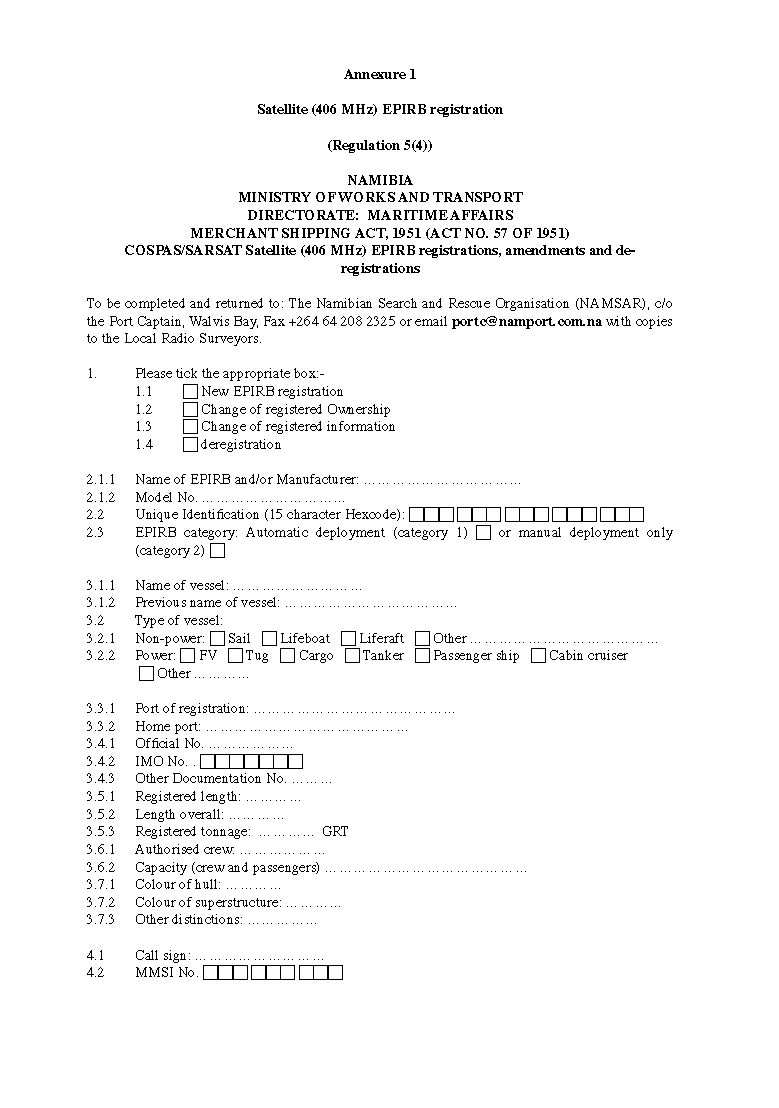 Annexure 1
Satellite (406 MHz) EPIRB registration
(Regulation 5(4))
NAMIBIA
MINISTRY OF WORKS AND TRANSPORT
DIRECTORATE: MARITIME AFFAIRS
MERCHANT SHIPPING ACT, 1951 (ACT NO. 57 OF 1951)
COSPAS/SARSAT Satellite (406 MHz) EPIRB registrations, amendments and de-
registrations
To be completed and returned to: The Namibian Search and Rescue Organisation (NAMSAR), c/o
the Port Captain, Walvis Bay, Fax +264 64 208 2325 or email portc@namport.com.na with copies
to the Local Radio Surveyors.
1. Please tick the appropriate box:-
1.1 □ New EPIRB registration
1.2 □ Change of registered Ownership
1.3 □ Change of registered information
1.4 □ deregistration
2.1.1 Name of EPIRB and/or Manufacturer: ……………………………
2.1.2 Model No. …………………………
2.2 Unique Identification (15 character Hexcode): □□□ □□□ □□□ □□□ □□□
2.3 EPIRB category: Automatic deployment (category 1) □ or manual deployment only
(category 2) □
3.1.1 Name of vessel: ………………………
3.1.2 Previous name of vessel: ………………………………
3.2 Type of vessel:
3.2.1 Non-power: □ Sail □ Lifeboat □ Liferaft □ Other …………………………………
3.2.2 Power: □ FV □ Tug □ Cargo □ Tanker □ Passenger ship □ Cabin cruiser
□ Other …………
3.3.1 Port of registration: ……………………………………
3.3.2 Home port: ……………………………………
3.4.1 Official No. ………………
3.4.2 IMO No. . □□□□□□□
3.4.3 Other Documentation No. ………
3.5.1 Registered length: …………
3.5.2 Length overall: …………
3.5.3 Registered tonnage: ………… GRT
3.6.1 Authorised crew: ………………
3.6.2 Capacity (crew and passengers) ……………………………………
3.7.1 Colour of hull: …………
3.7.2 Colour of superstructure: …………
3.7.3 Other distinctions: ……………
4.1 Call sign: ………………………
4.2 MMSI No. □□□ □□□ □□□